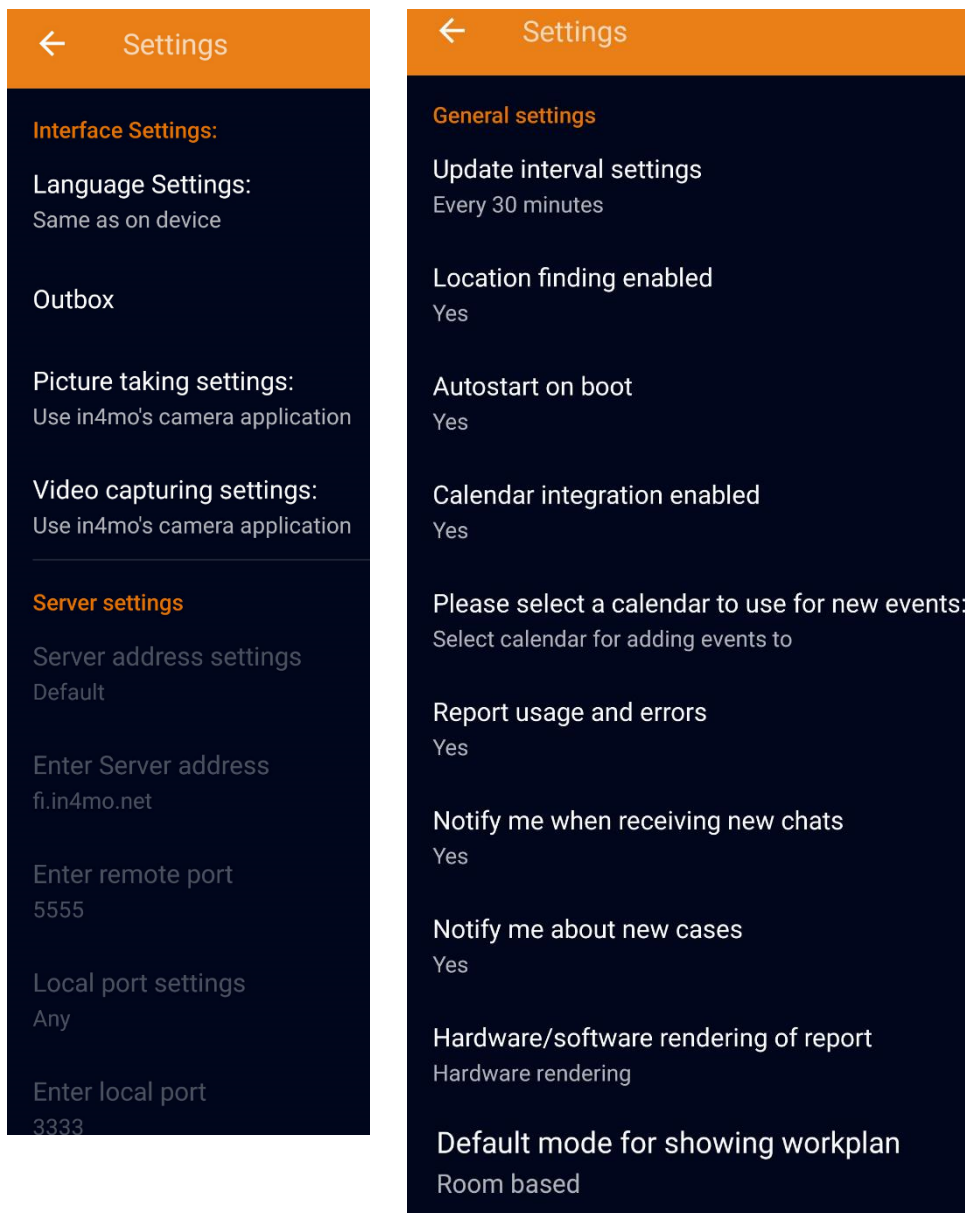 Settings
Interface Settings:
Language Settings:
Same as on device
Outbox
Picture taking settings:
Use in4mo's camera application
Video capturing settings:
Use in4mo's camera application
Server settings
Server address settings
Default
Enter Server address
fi.in4mo.net
Enter remote port
5555
Local port settings
Any
Enter local port
3333
Settings
General settings
Update interval settings
Every 30 minutes
Location finding enabled
Yes
Autostart on boot
Yes
Calendar integration enabled
Yes
Please select a calendar to use for new events:
Select calendar for adding events to
Report usage and errors
Yes
Notify me when receiving new chats
Yes
Notify me about new cases
Yes
Hardware/software rendering of report
Hardware rendering
Default mode for showing workplan
Room based